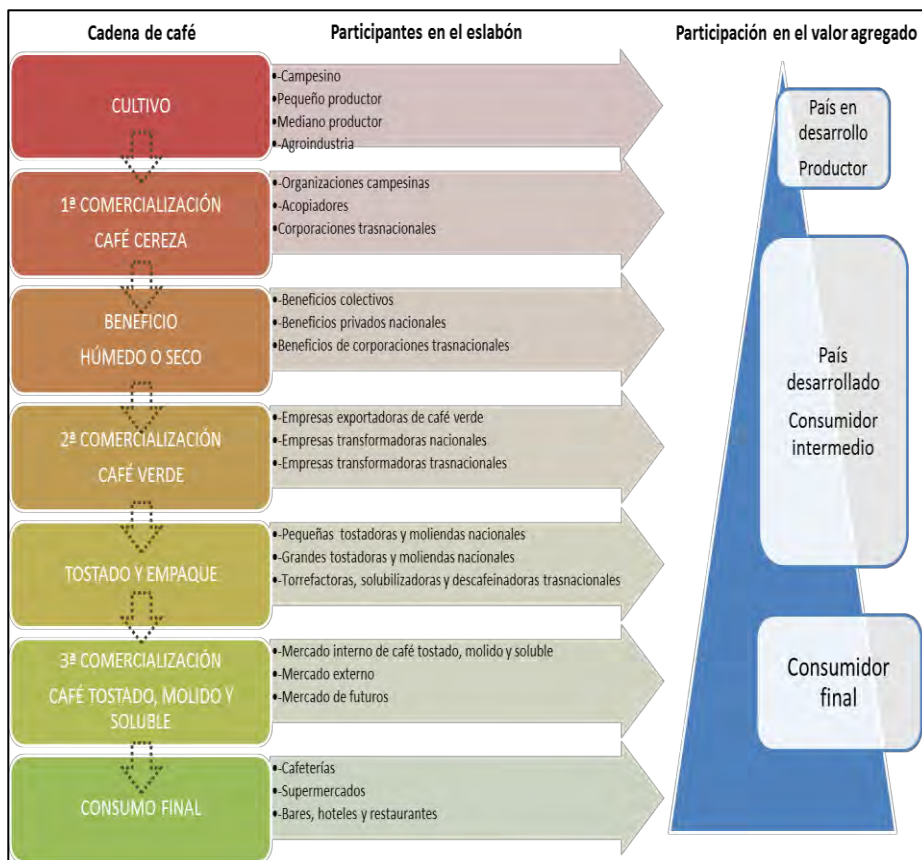 Cadena de café
Participantes en el eslabón
Participación en el valor agregado
CULTIVO
•-Campesino
•Pequeño productor
•Mediano productor
•-Agroindustria
1ª COMERCIALIZACIÓN
CAFÉ CEREZA
•-Organizaciones campesinas
•-Acopiadores
•Corporaciones trasnacionales
BENEFICIO
HÚMEDO O SECO
•-Beneficios colectivos
•-Beneficios privados nacionales
•Beneficios de corporaciones trasnacionales
2ª COMERCIALIZACIÓN
CAFÉ VERDE
•-Empresas exportadoras de café verde
•-Empresas transformadoras nacionales
•-Empresas transformadoras trasnacionales
TOSTADO Y EMPAQUE
•-Pequeñas tostadoras y moliendas nacionales
•-Grandes tostadoras y moliendas nacionales
•-Torrefactoras, solubilizadoras y descafeinadoras trasnacionales
3ª COMERCIALIZACIÓN
CAFÉ TOSTADO, MOLIDO Y
SOLUBLE
•-Mercado interno de café tostado, molido y soluble
•-Mercado externo
•-Mercado de futuros
CONSUMO FINAL
•-Cafeterías
•-Supermercados
•-Bares, hoteles y restaurantes
País en
desarrollo
Productor
País
desarrollado
Consumidor
intermedio
Consumidor
final